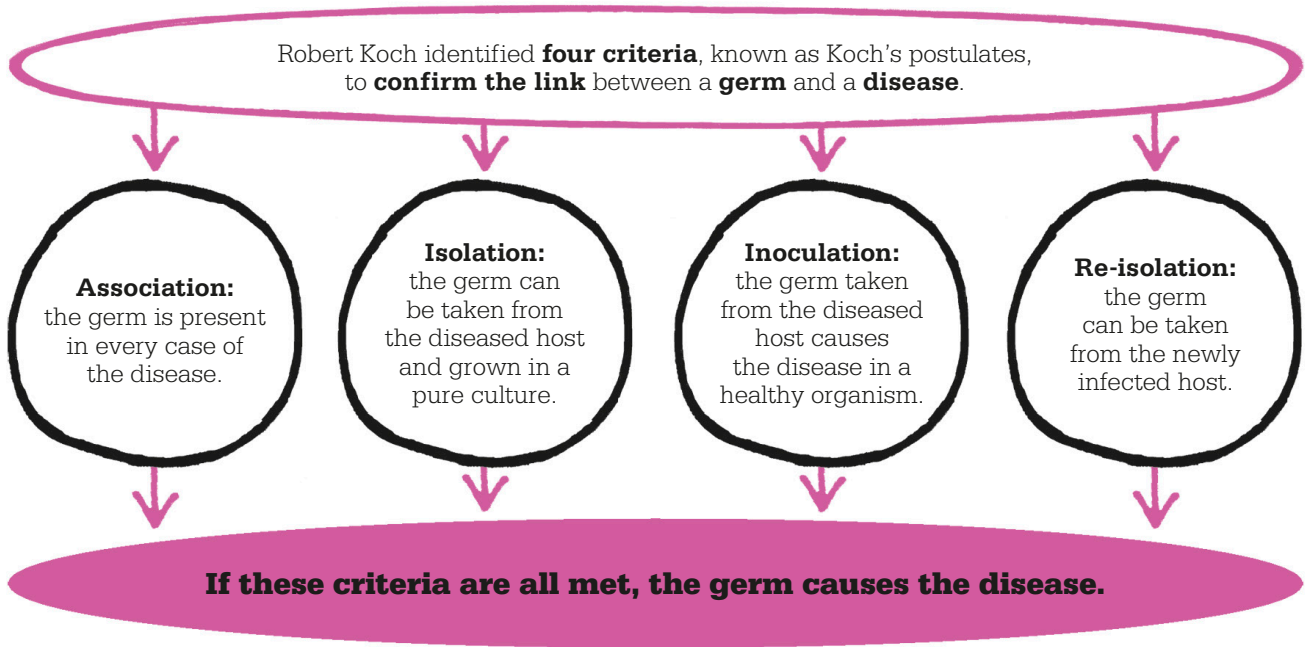 Robert Koch identified four criteria, known as Koch’s postulates,
to confirm the link between a germ and a disease.
Association:
the germ is present
in every case of
the disease.
Isolation:
the germ can
be taken from
the diseased host
and grown in a
pure culture.
Inoculation:
the germ taken
from the diseased
host causes
the disease in a
healthy organism.
Re-isolation:
the germ
can be taken
from the newly
infected host.
If these criteria are all met, the germ causes the disease.